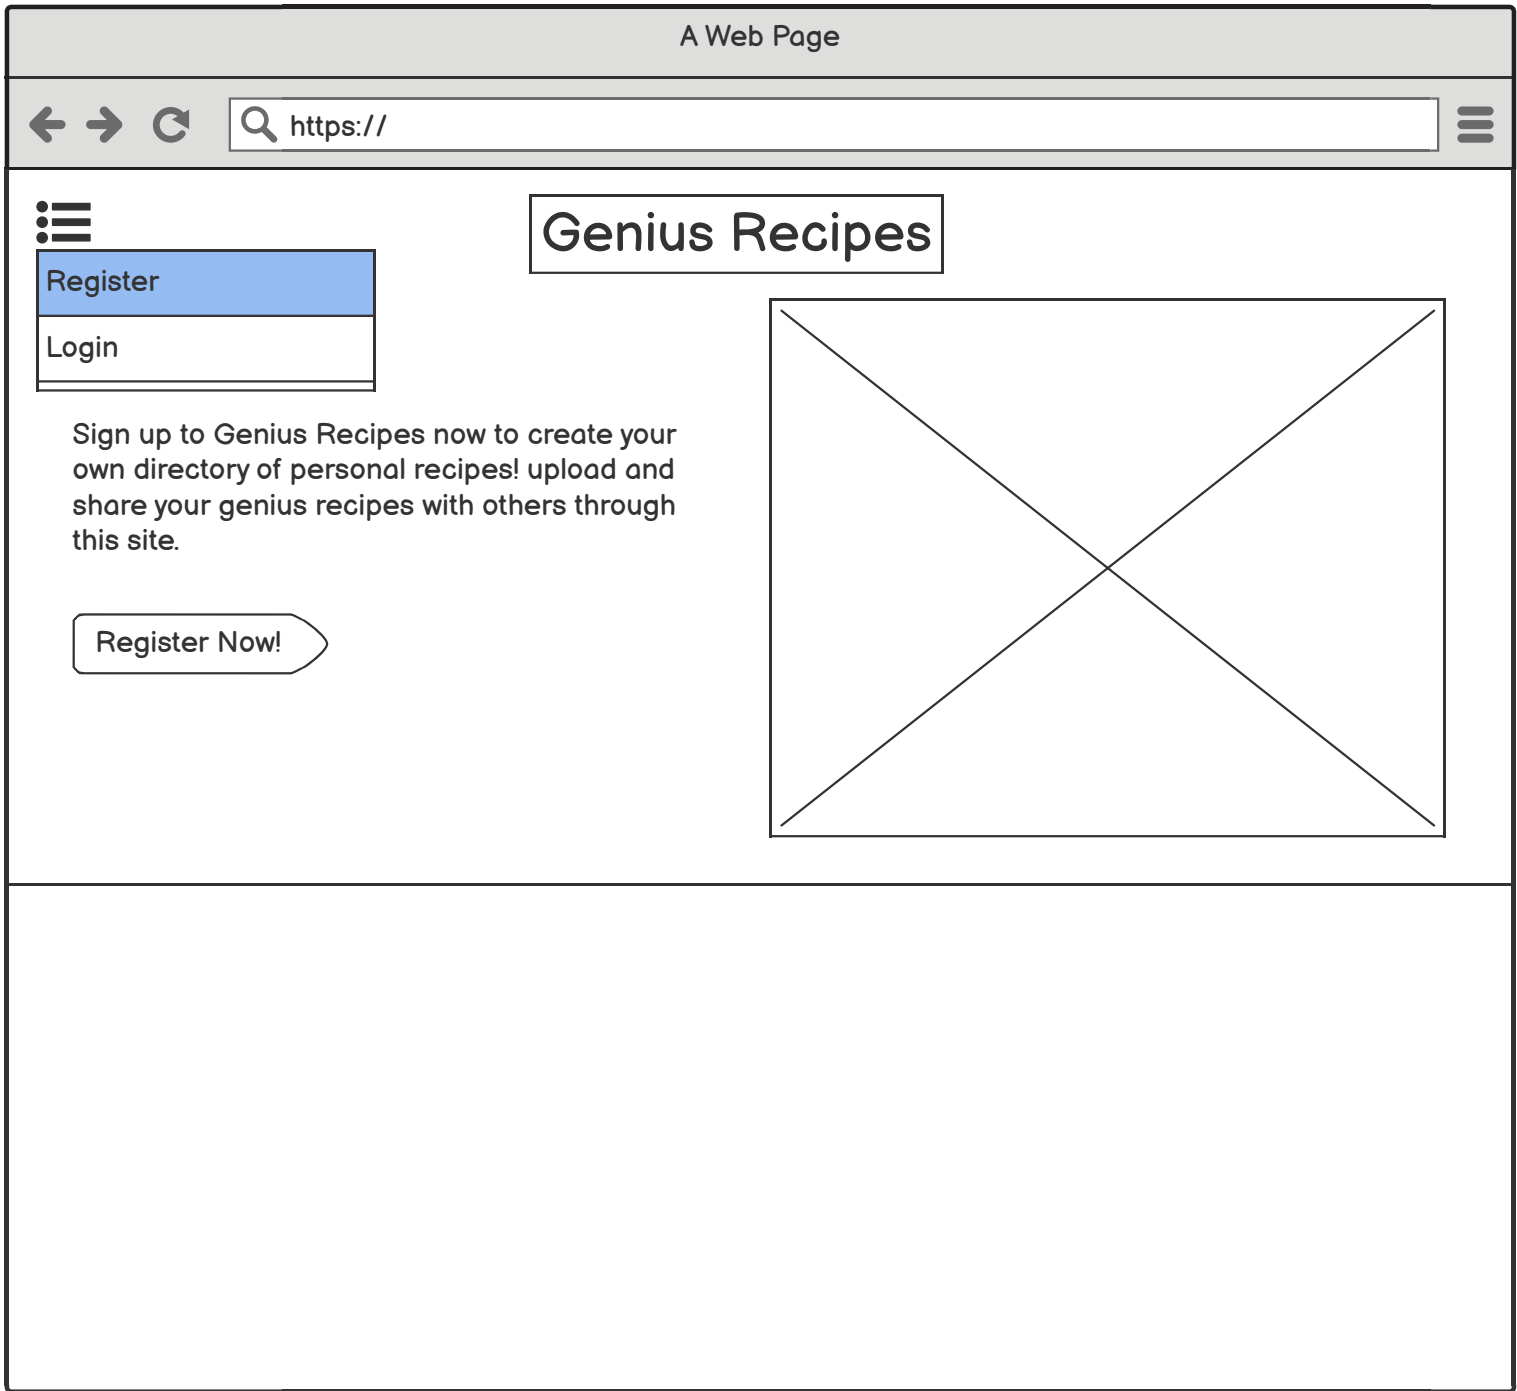 A Web Page
https://
Genius Recipes
Register
Login
Sign up to Genius Recipes now to create your
own directory of personal recipes! upload and
share your genius recipes with others through
this site.
Register Now!